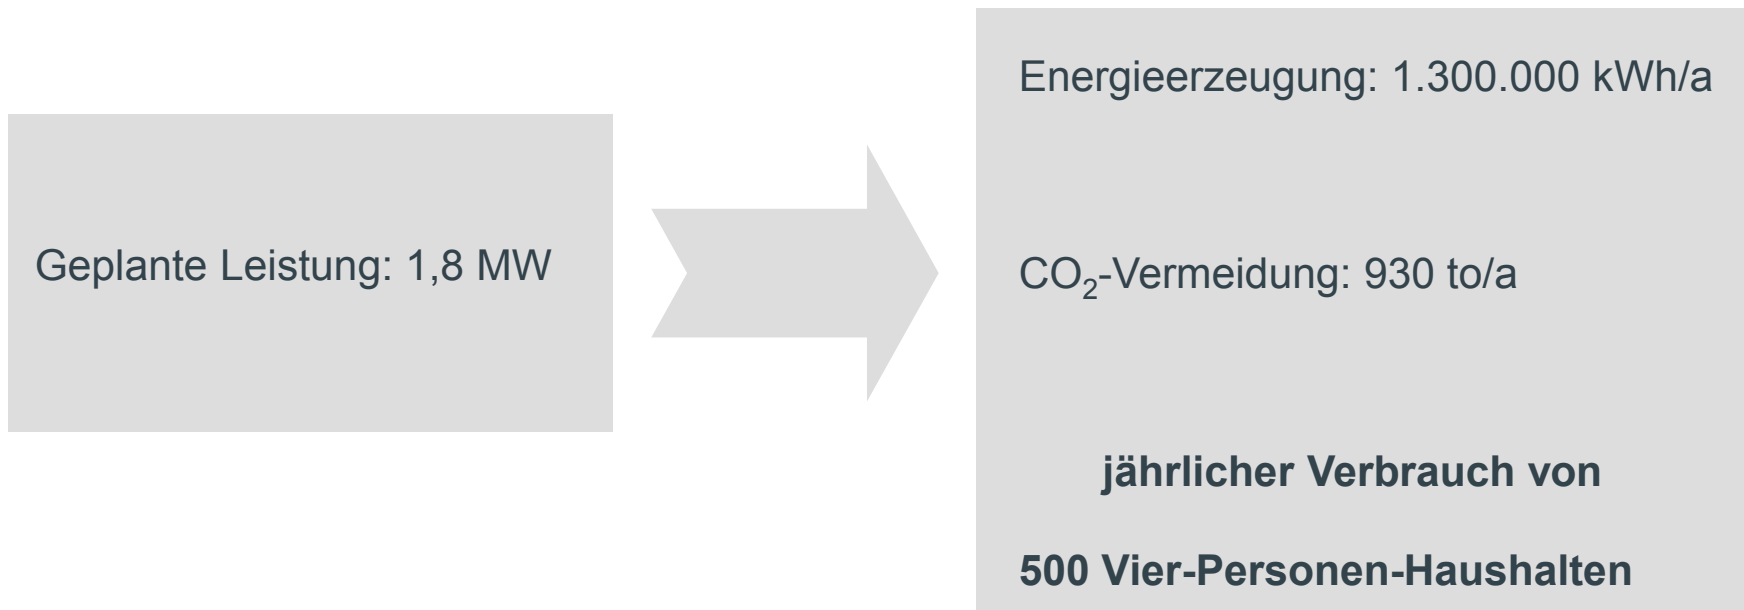 Geplante Leistung: 1,8 MW
Energieerzeugung: 1.300.000 kWh/a
CO₂-Vermeidung: 930 to/a
jährlicher Verbrauch von
500 Vier-Personen-Haushalten